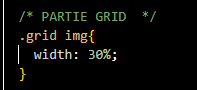 /* PARTIE GRID  */
.grid img{
  width: 30%;
}